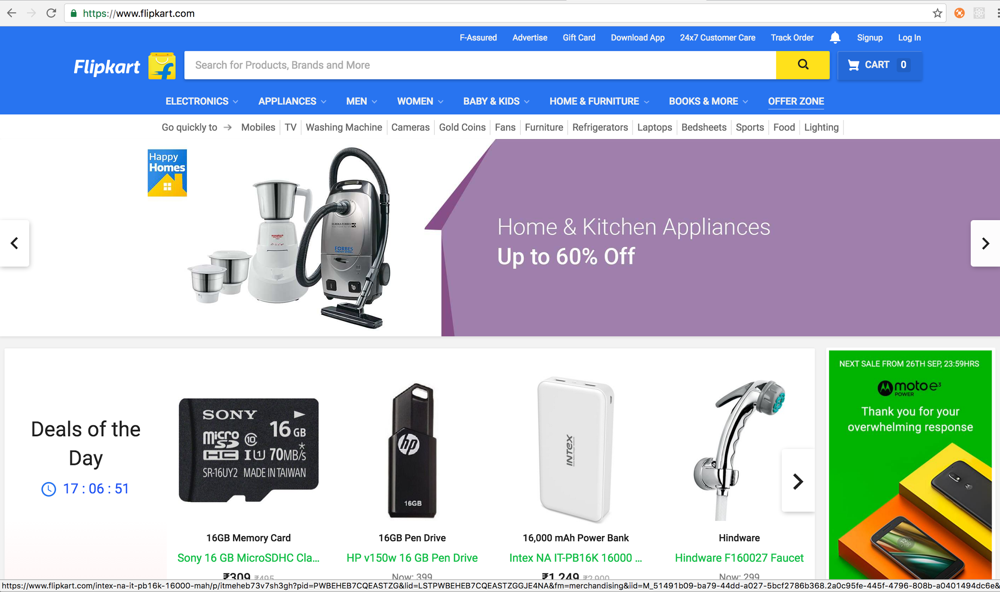 https://www.flipkart.com
F-Assured Advertise Gift Card Download App 24x7 Customer Care Track Order Signup Log In
Flipkart Search for Products, Brands and More CART 0
ELECTRONICS APPLIANCES MEN WOMEN BABY & KIDS HOME & FURNITURE BOOKS & MORE OFFER ZONE
Go quickly to → Mobiles TV Washing Machine Cameras Gold Coins Fans Furniture Refrigerators Laptops Bedsheets Sports Food Lighting
Happy
Homes
EUREKA FORBES
MAHARAJA
FORBES
TRENDY STEEL
Home & Kitchen Appliances
Up to 60% Off
Deals of the
Day
17 : 06 : 51
SONY
16 GB
micro
SD
HC I U1 70MB/s*
10
SR-16UY2 MADE IN TAIWAN
hp
16GB
INTEX
16GB Memory Card
Sony 16 GB MicroSDHC Cla...
₹309 ₹495
16GB Pen Drive
HP v150w 16 GB Pen Drive
Now: 399
16,000 mAh Power Bank
Intex NA IT-PB16K 16000 ...
₹1,249 ₹2,900
Hindware
Hindware F160027 Faucet
Now: 299
NEXT SALE FROM 26TH SEP, 23:59HRS
moto e³
POWER
Thank you for your
overwhelming response
https://www.flipkart.com/intex-na-it-pb16k-16000-mah/p/itmeheb73v7sh3gh?pid=PWBEHEB7CQEASTZG&lid=LSTPWBEHEB7CQEASTZGGJE4NA&fm=merchandising&iid=M_51491b09-ba79-44dd-a027-5bcf2786b368.2a0c95fe-445f-4796-808b-a0401494dc6e&